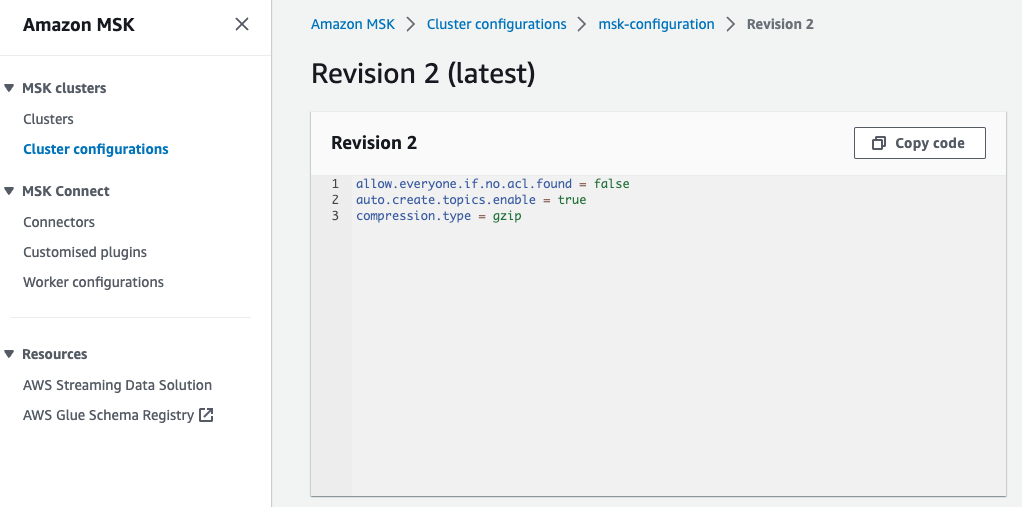 Amazon MSK
MSK clusters
Clusters
Cluster configurations
MSK Connect
Connectors
Customised plugins
Worker configurations
Resources
AWS Streaming Data Solution
AWS Glue Schema Registry
Amazon MSK > Cluster configurations > msk-configuration > Revision 2
Revision 2 (latest)
Revision 2
Copy code
1 allow.everyone.if.no.acl.found = false
2 auto.create.topics.enable = true
3 compression.type = gzip